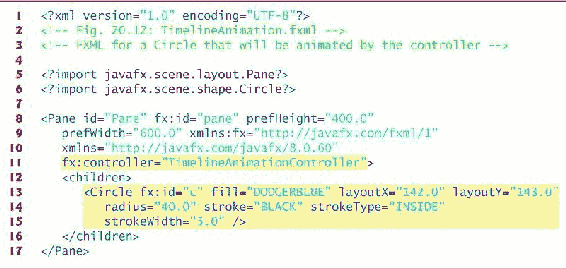 1 <?xml version="1.0" encoding="UTF-8"?>
2 <!-- Fig. 20.12: TimelineAnimation.fxml -->
3 <!-- FXML for a Circle that will be animated by the controller -->
4
5 <?import javafx.scene.layout.Pane?>
6 <?import javafx.scene.shape.Circle?>
7
8 <Pane id="Pane" fx:id="pane" prefHeight="400.0"
9 prefWidth="600.0" xmlns:fx="http://javafx.com/fxml/1"
10 xmlns="http://javafx.com/javafx/8.0.60"
11 fx:controller="TimelineAnimationController">
12 <children>
13 <Circle fx:id="c" fill="DODGERBLUE" layoutX="142.0" layoutY="143.0"
14 radius="40.0" stroke="BLACK" strokeType="INSIDE"
15 strokeWidth="5.0" />
16 </children>
17 </Pane>